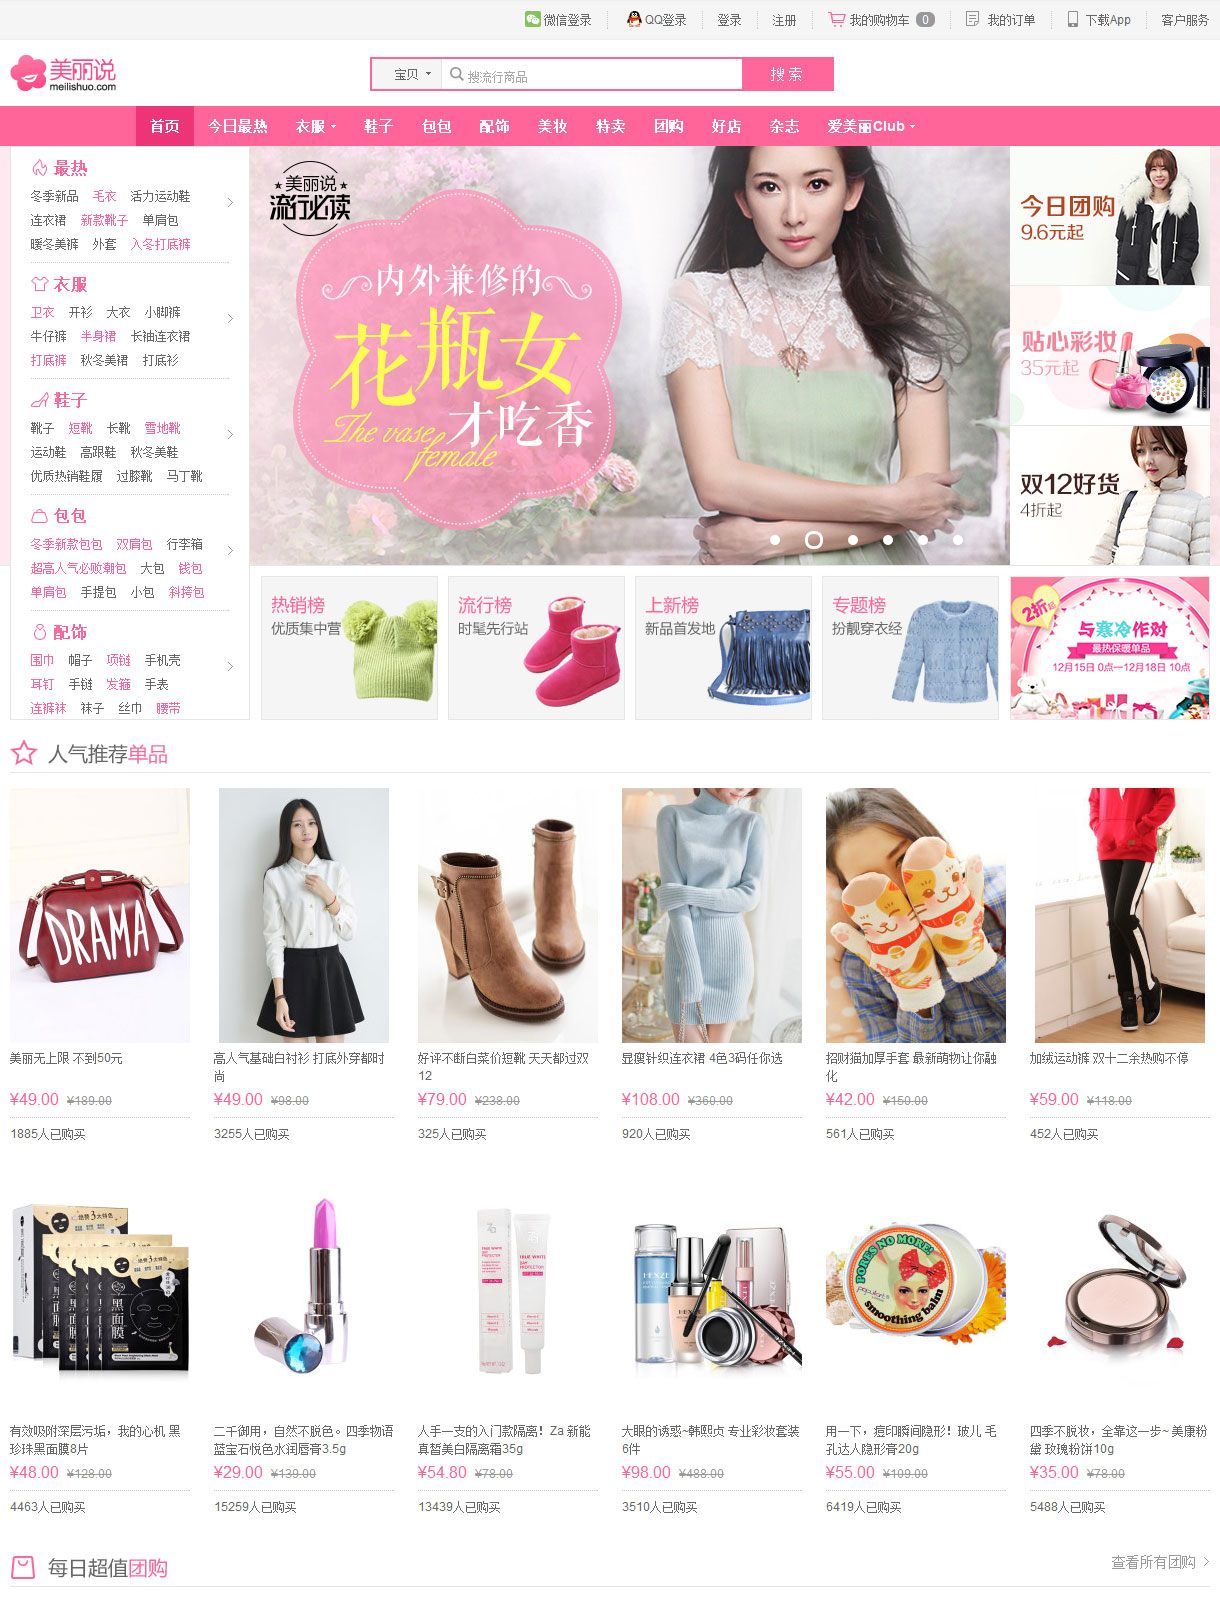 微信登录 QQ登录 登录 注册 我的购物车 0 我的订单 下载App 客户服务
美丽说
meilishuo.com
宝贝 搜流行商品 搜 索
首页 今日最热 衣服 鞋子 包包 配饰 美妆 特卖 团购 好店 杂志 爱美丽Club
最热
冬季新品 毛衣 活力运动鞋
连衣裙 新款靴子 单肩包
暖冬美裤 外套 入冬打底裤
衣服
卫衣 开衫 大衣 小脚裤
牛仔裤 半身裙 长袖连衣裙
打底裤 秋冬美裙 打底衫
鞋子
靴子 短靴 长靴 雪地靴
运动鞋 高跟鞋 秋冬美鞋
优质热销鞋履 过膝靴 马丁靴
包包
冬季新款包包 双肩包 行李箱
超高人气必败潮包 大包 钱包
单肩包 手提包 小包 斜挎包
配饰
围巾 帽子 项链 手机壳
耳钉 手链 发箍 手表
连裤袜 袜子 丝巾 腰带
美丽说
流行必读
内外兼修的
花瓶女
才吃香
The vase
female
今日团购
9.6元起
贴心彩妆
35元起
双12好货
4折起
热销榜
优质集中营
流行榜
时髦先行站
上新榜
新品首发地
专题榜
扮靓穿衣经
2折起
与寒冷作对
最热保暖单品
12月15日 0点—12月18日 10点
人气推荐单品
DRAMA
美丽无上限 不到50元
¥49.00 ¥189.00
1885人已购买
高人气基础白衬衫 打底外穿都时
尚
¥49.00 ¥98.00
3255人已购买
好评不断白菜价短靴 天天都过双
12
¥79.00 ¥238.00
325人已购买
显瘦针织连衣裙 4色3码任你选
¥108.00 ¥360.00
920人已购买
招财猫加厚手套 最新萌物让你融
化
¥42.00 ¥150.00
561人已购买
加绒运动裤 双十二余热购不停
¥59.00 ¥118.00
452人已购买
绝赞3大特色
黑面膜
有效吸附深层污垢，我的心机 黑
珍珠黑面膜8片
¥48.00 ¥128.00
4463人已购买
二千御用，自然不脱色。四季物语
蓝宝石悦色水润唇膏3.5g
¥29.00 ¥139.00
15259人已购买
ZA
TRUE WHITE
DAY
PROTECTOR
人手一支的入门款隔离！Za 新能
真皙美白隔离霜35g
¥54.80 ¥78.00
13439人已购买
HEXZE
大眼的诱惑~韩熙贞 专业彩妆套装
6件
¥98.00 ¥488.00
3510人已购买
PORES NO MORE!
smoothing balm
用一下，痘印瞬间隐形！玻儿 毛
孔达人隐形膏20g
¥55.00 ¥109.00
6419人已购买
四季不脱妆，全靠这一步~ 美康粉
黛 玫瑰粉饼10g
¥35.00 ¥78.00
5488人已购买
每日超值团购
查看所有团购